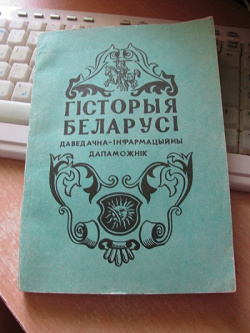 ГІСТОРЫЯ
БЕЛАРУСІ
ДАВЕДАЧНА-ІНФАРМАЦЫЙНЫ
ДАПАМОЖНІК